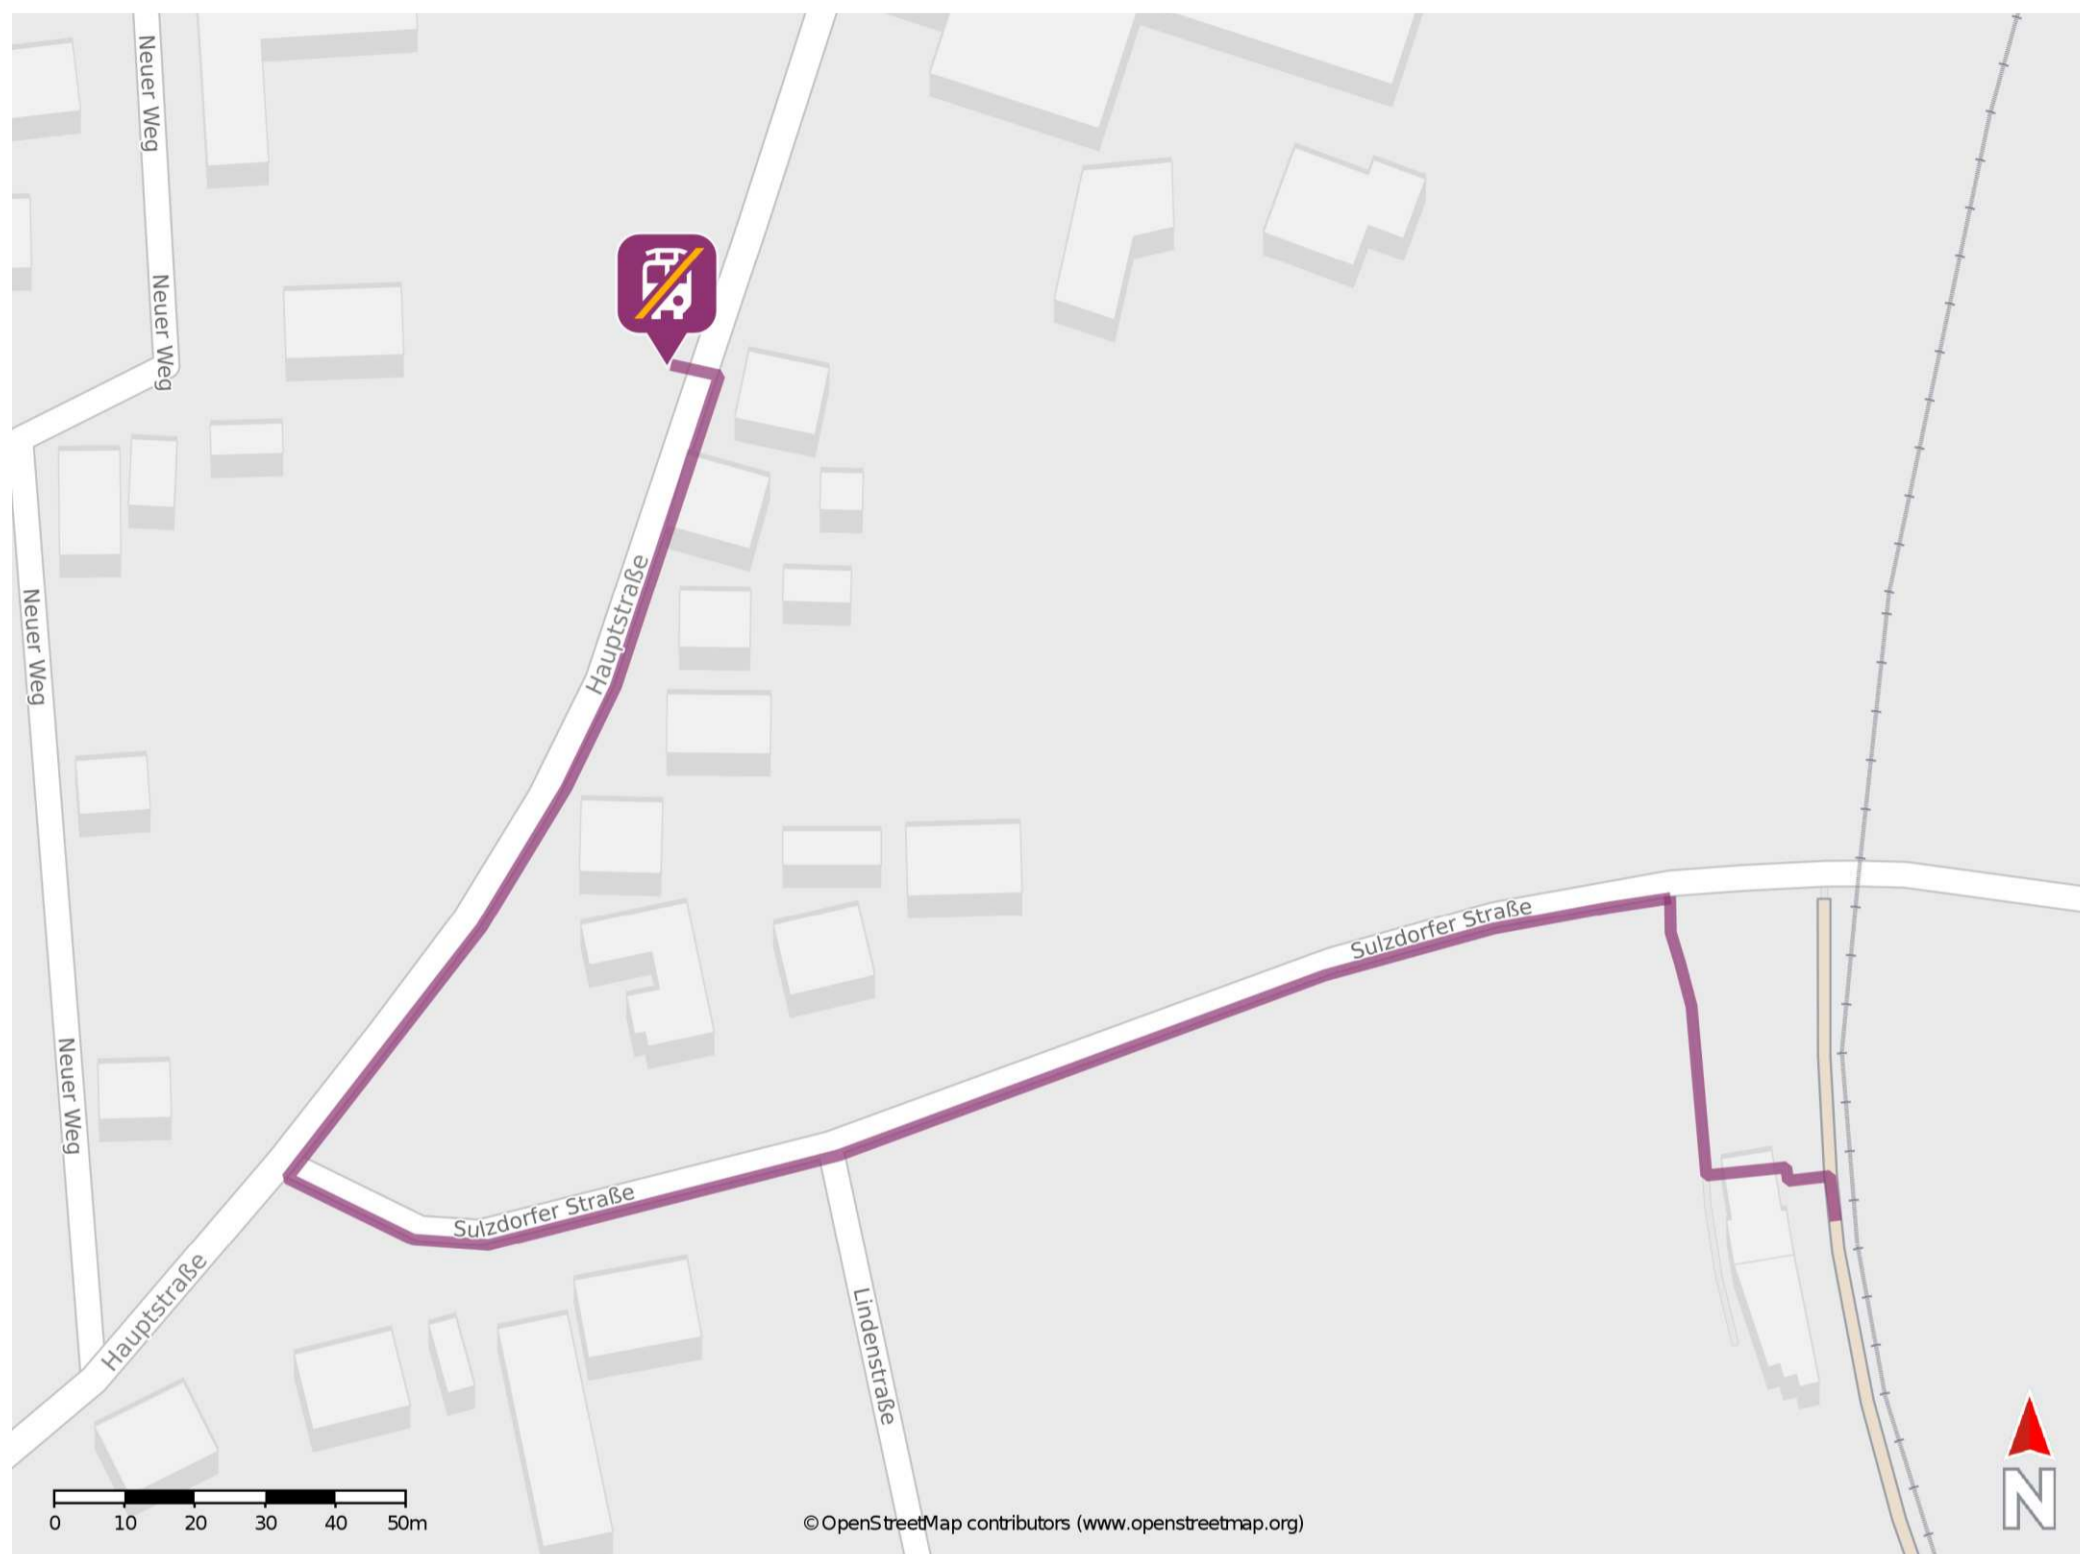 Neuer Weg
Neuer Weg
Hauptstraße
Neuer Weg
Sulzdorfer Straße
Neuer Weg
Sulzdorfer Straße
Hauptstraße
Lindenstraße
N
0 10 20 30 40 50m
© OpenStreetMap contributors (www.openstreetmap.org)